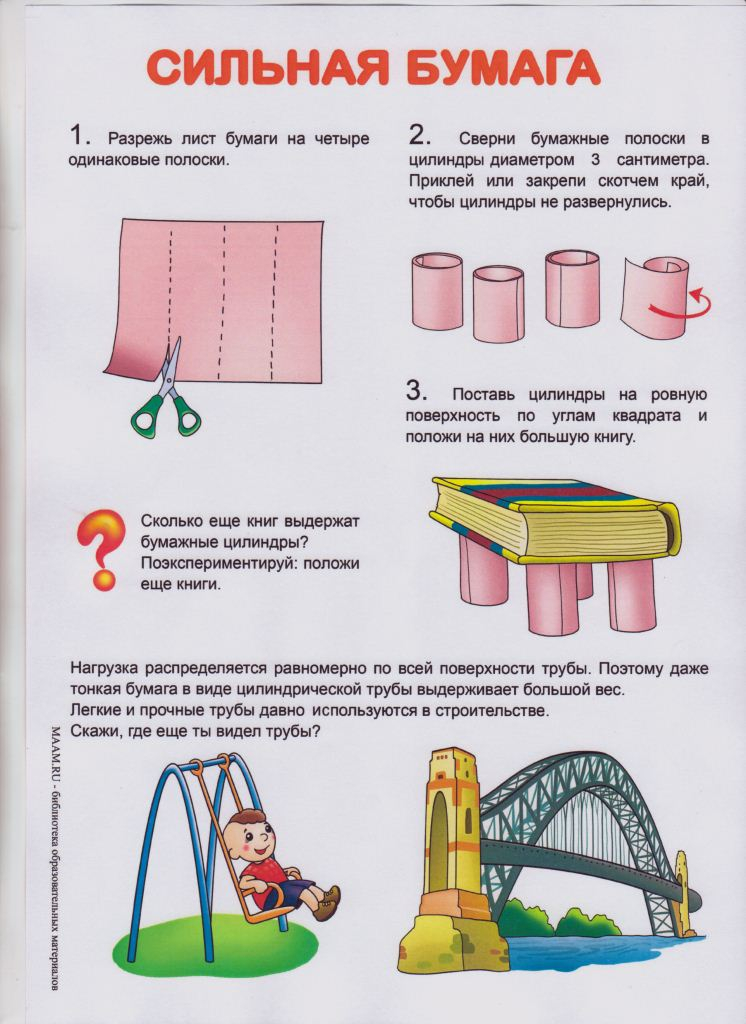 СИЛЬНАЯ БУМАГА
1. Разрежь лист бумаги на четыре
одинаковые полоски.
2. Сверни бумажные полоски в
цилиндры диаметром 3 сантиметра.
Приклей или закрепи скотчем край,
чтобы цилиндры не развернулись.
3. Поставь цилиндры на ровную
поверхность по углам квадрата и
положи на них большую книгу.
?
Сколько еще книг выдержат
бумажные цилиндры?
Поэкспериментируй: положи
еще книги.
Нагрузка распределяется равномерно по всей поверхности трубы. Поэтому даже
тонкая бумага в виде цилиндрической трубы выдерживает большой вес.
Легкие и прочные трубы давно используются в строительстве.
Скажи, где еще ты видел трубы?
MAAM.RU - библиотека образовательных материалов